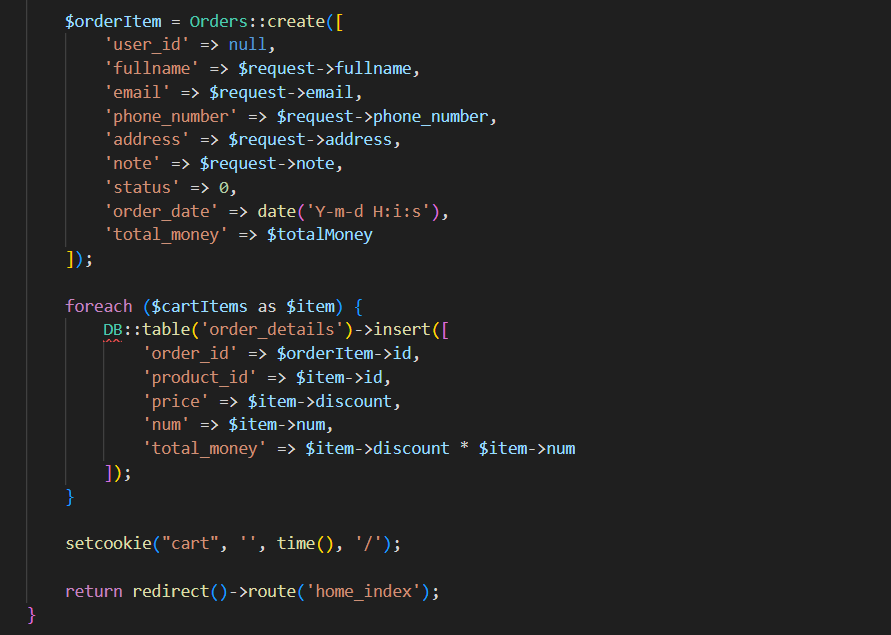 $orderItem = Orders::create([
'user_id' => null,
'fullname' => $request->fullname,
'email' => $request->email,
'phone_number' => $request->phone_number,
'address' => $request->address,
'note' => $request->note,
'status' => 0,
'order_date' => date('Y-m-d H:i:s'),
'total_money' => $totalMoney
]);
foreach ($cartItems as $item) {
DB::table('order_details')->insert([
'order_id' => $orderItem->id,
'product_id' => $item->id,
'price' => $item->discount,
'num' => $item->num,
'total_money' => $item->discount * $item->num
]);
}
setcookie("cart", '', time(), '/');
return redirect()->route('home_index');
}